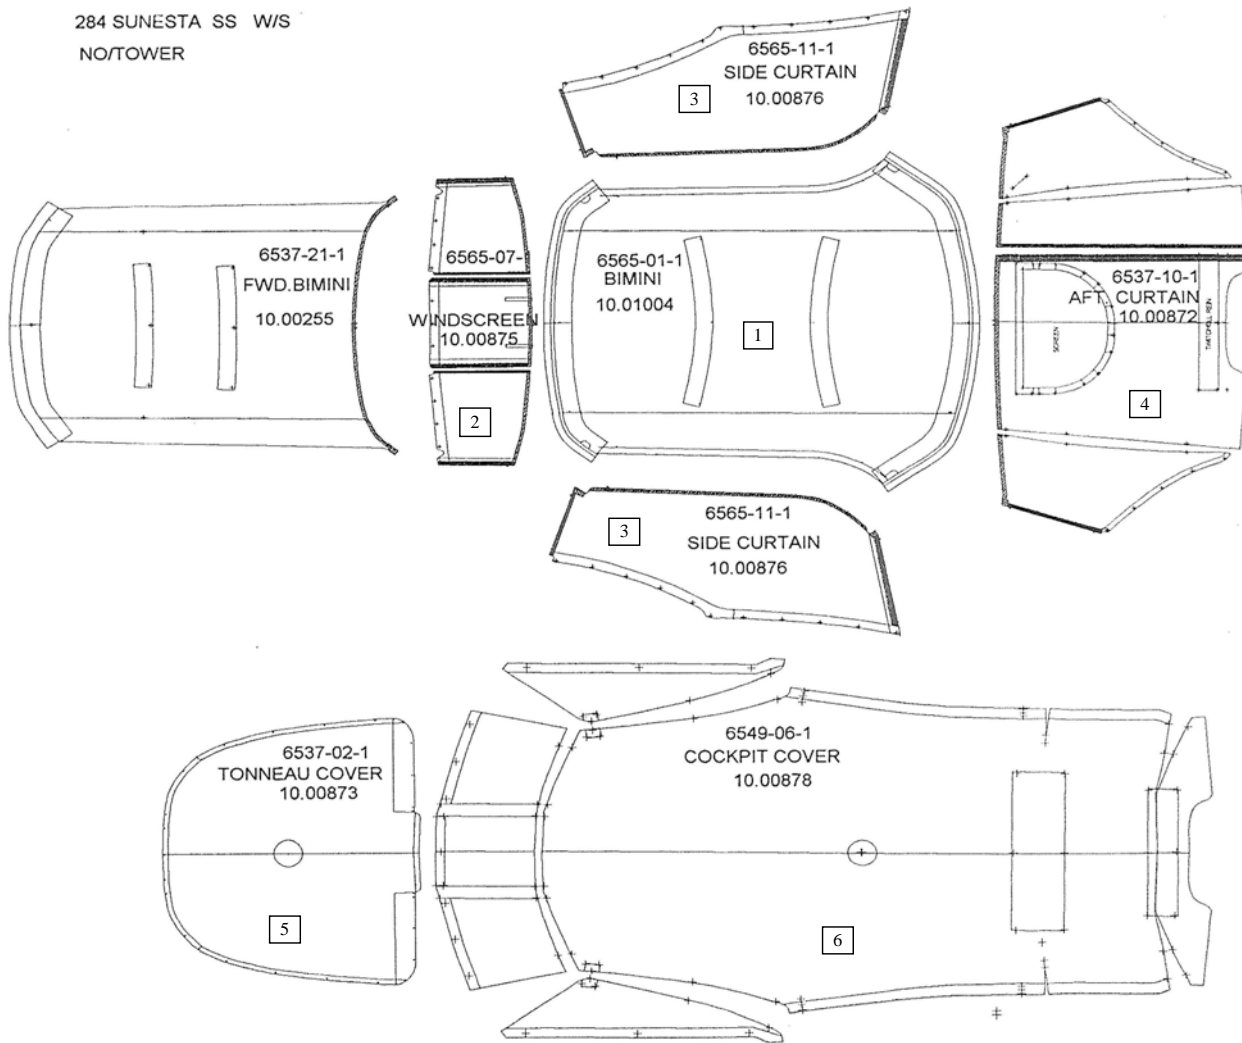 284 SUNESTA SS W/S
NO/TOWER
6565-11-1
SIDE CURTAIN
10.00876
3
6537-21-1
FWD.BIMINI
10.00255
6565-07-
WINDSCREEN
10.00875
2
6565-01-1
BIMINI
10.01004
1
6537-10-1
AFT. CURTAIN
10.00872
SCREEN
4
3
6565-11-1
SIDE CURTAIN
10.00876
6537-02-1
TONNEAU COVER
10.00873
5
6549-06-1
COCKPIT COVER
10.00878
6